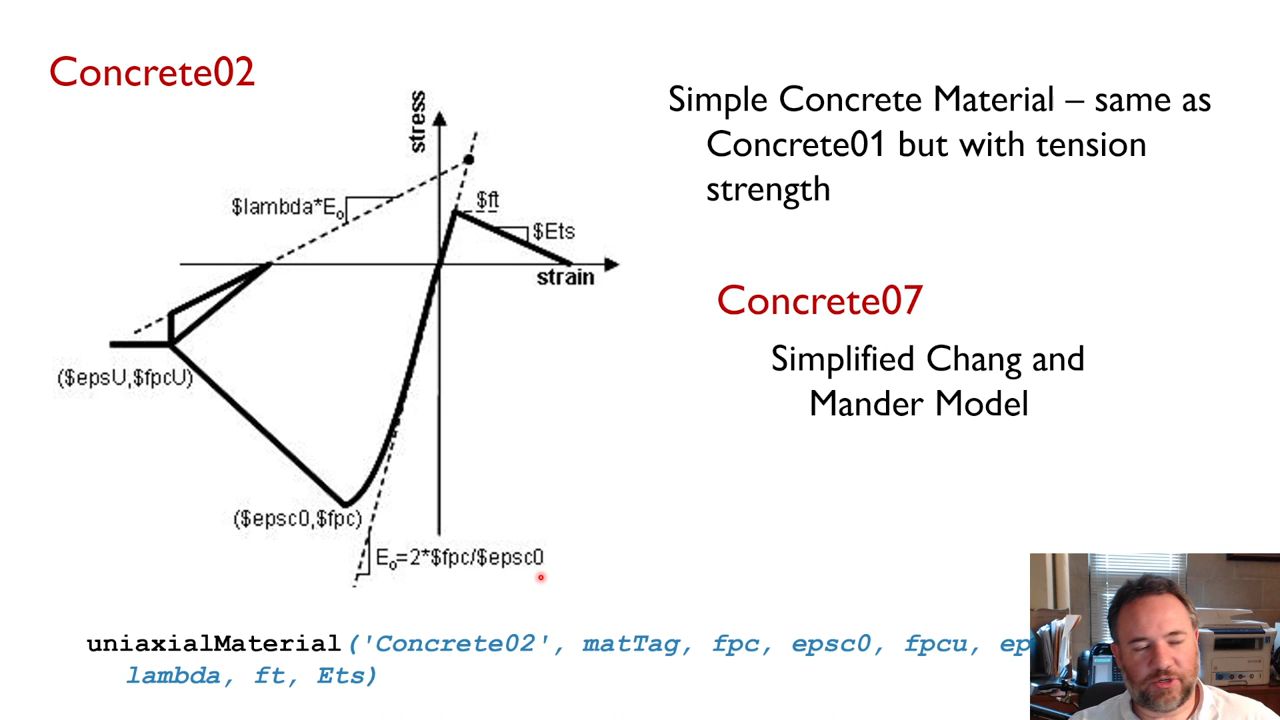 Concrete02
Simple Concrete Material – same as
Concrete01 but with tension
strength
stress
$lambda*E₀
$ft
$Ets
strain
($epsU,$fpcU)
($epsc0,$fpc)
E₀=2*$fpc/$epsc0
Concrete07
Simplified Chang and
Mander Model
uniaxialMaterial('Concrete02', matTag, fpc, epsc0, fpcu,
lambda, ft, Ets)